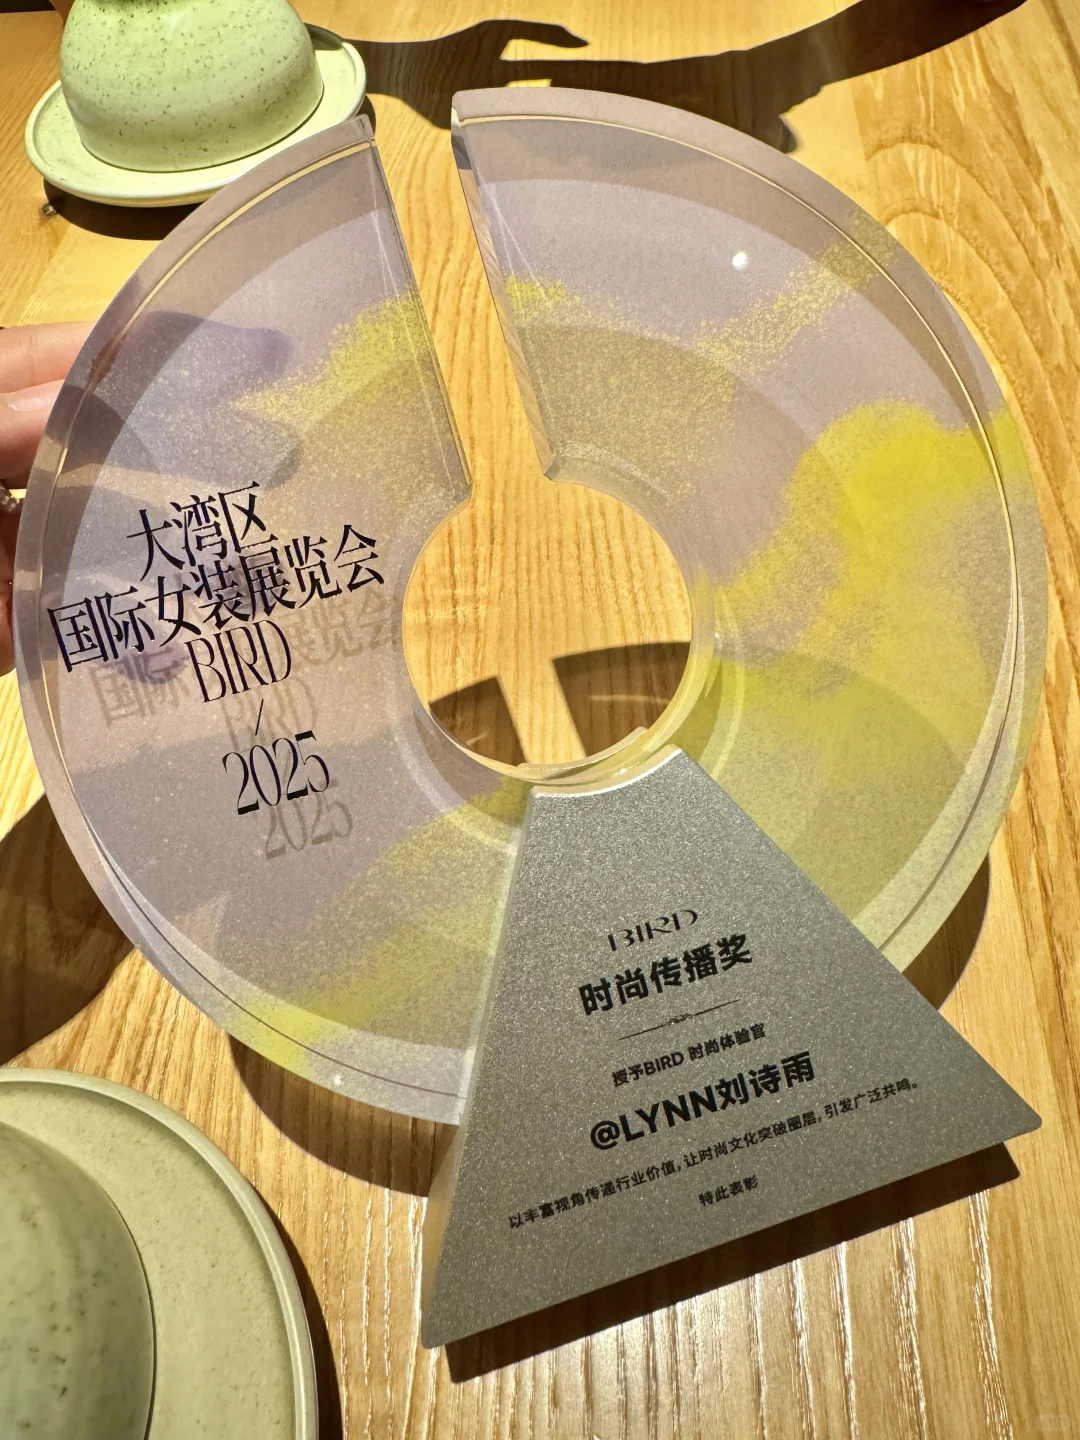 大湾区
国际女装展览会
BIRD
/
2025
BIRD
时尚传播奖
授予BIRD 时尚体验官
@LYNN刘诗雨
以丰富视角传递行业价值,让时尚文化突破圈层,引发广泛共鸣。
特此表彰